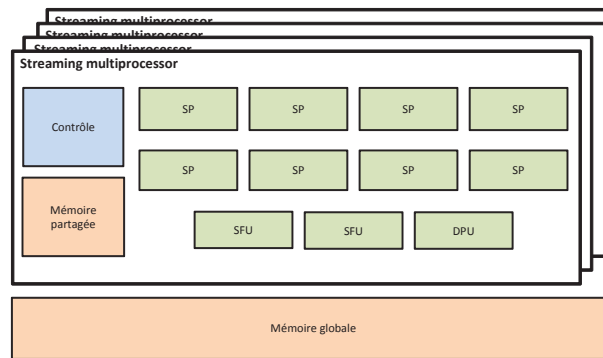 Streaming multiprocessor
Streaming multiprocessor
Streaming multiprocessor
Streaming multiprocessor
Contrôle
SP SP SP SP
Mémoire
partagée
SP SP SP SP
SFU SFU DPU
Mémoire globale